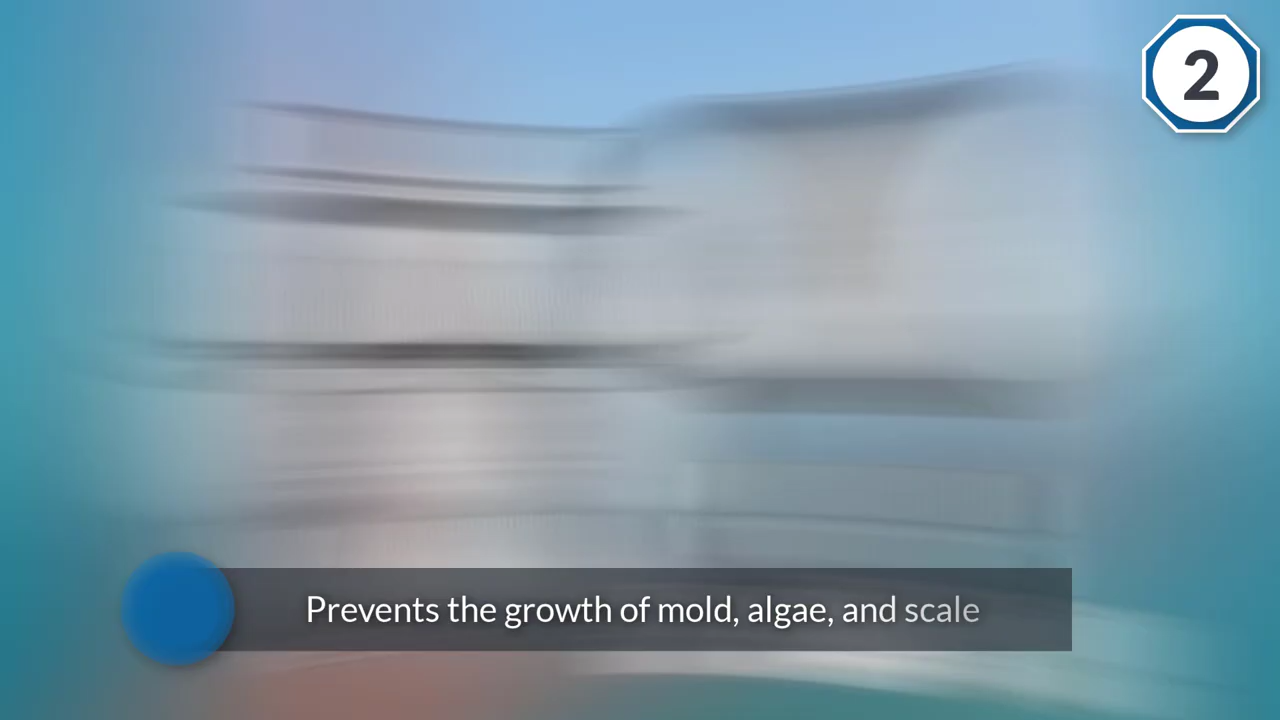 2
Prevents the growth of mold, algae, and scale